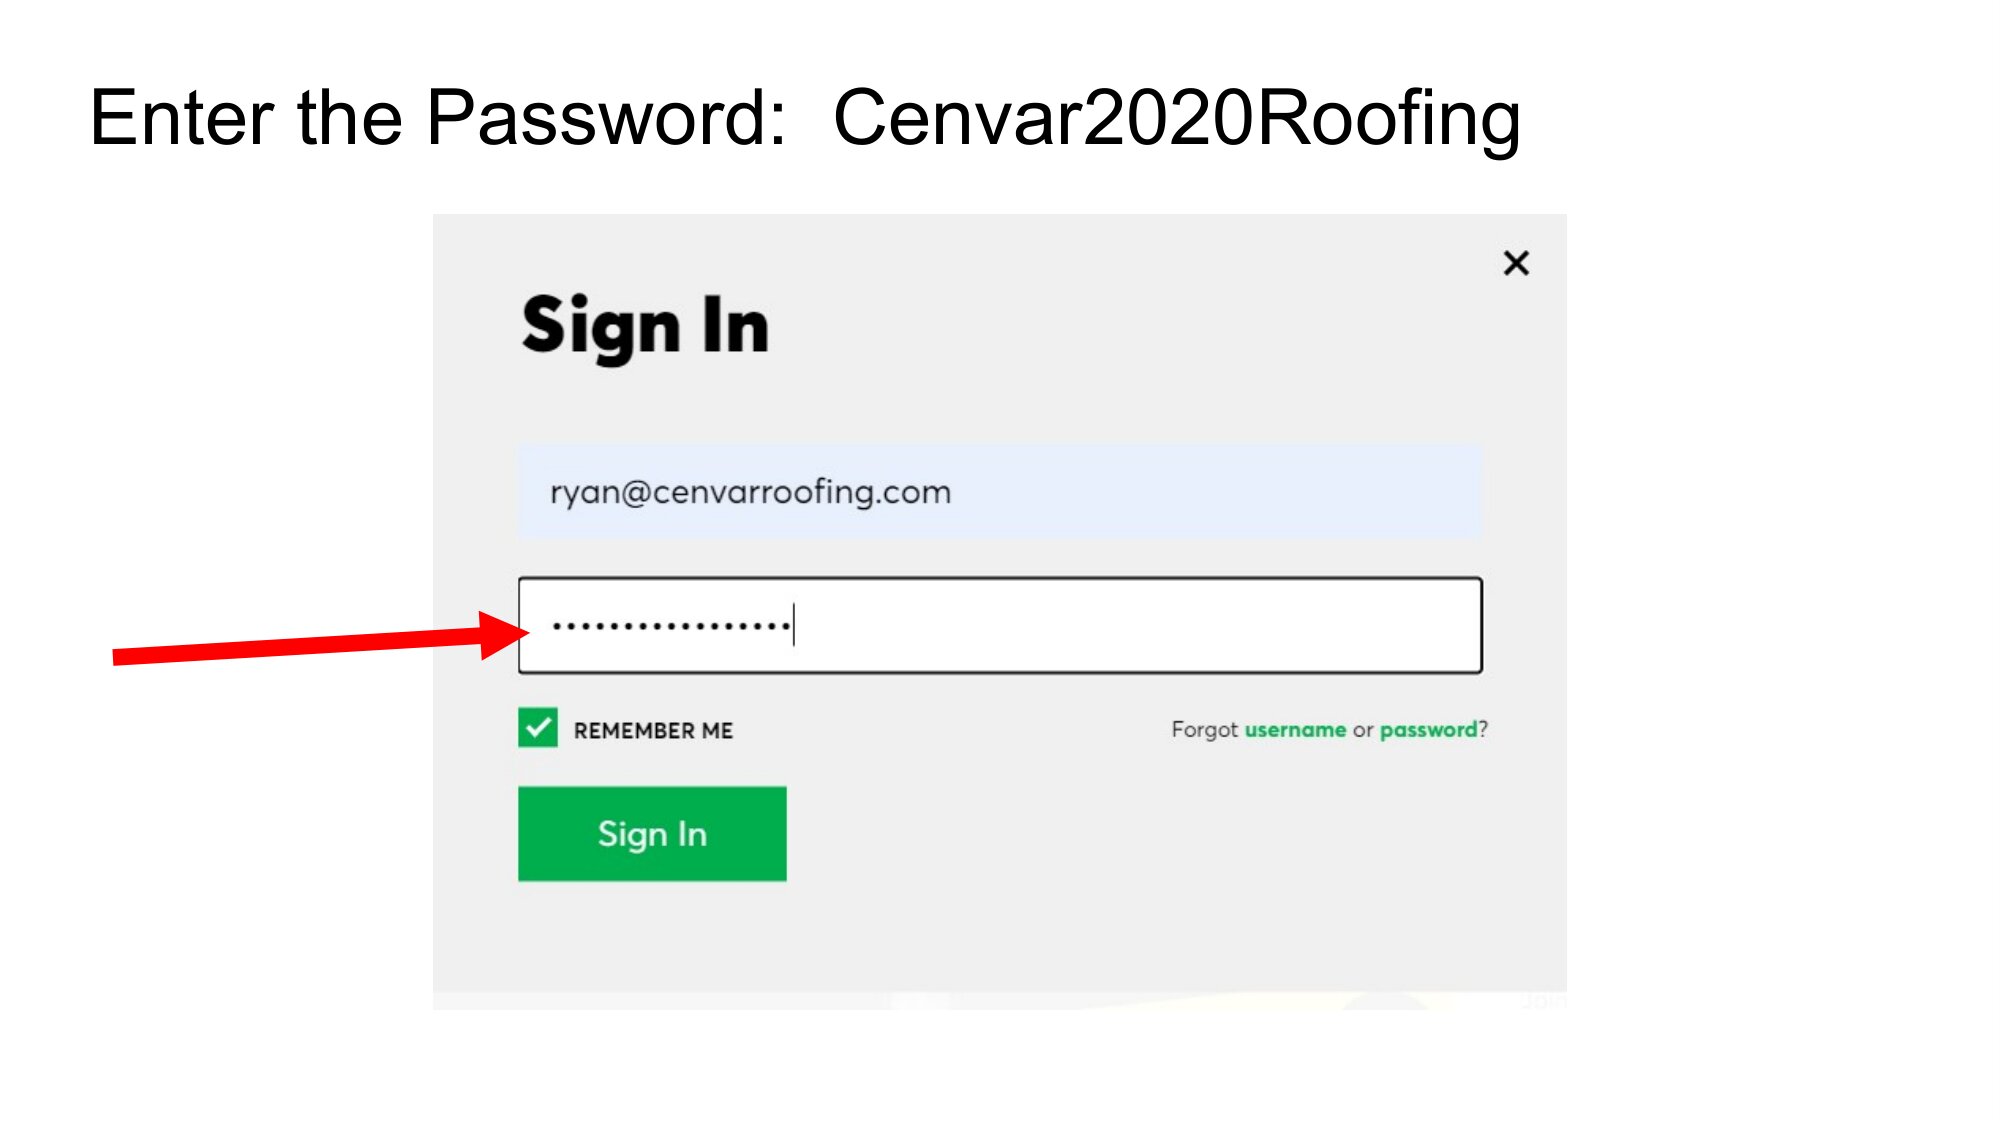 Enter the Password:  Cenvar2020Roofing
Sign In
ryan@cenvarroofing.com
•••••••••••••••••
REMEMBER ME
Forgot username or password?
Sign In